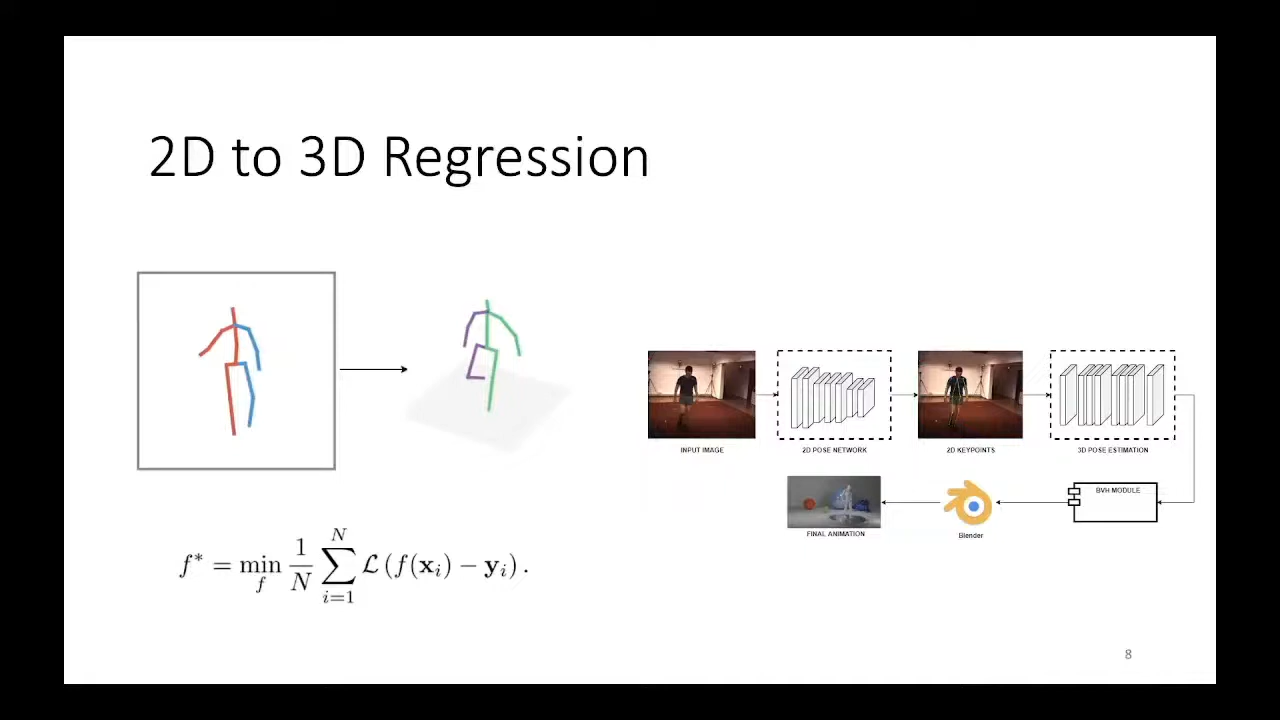 2D to 3D Regression
INPUT IMAGE
2D POSE NETWORK
2D KEYPOINTS
3D POSE ESTIMATION
BVH MODULE
Blender
FINAL ANIMATION
f* = min_f 1/N ∑_{i=1}^{N} ℒ (f(x_i) − y_i) .
8